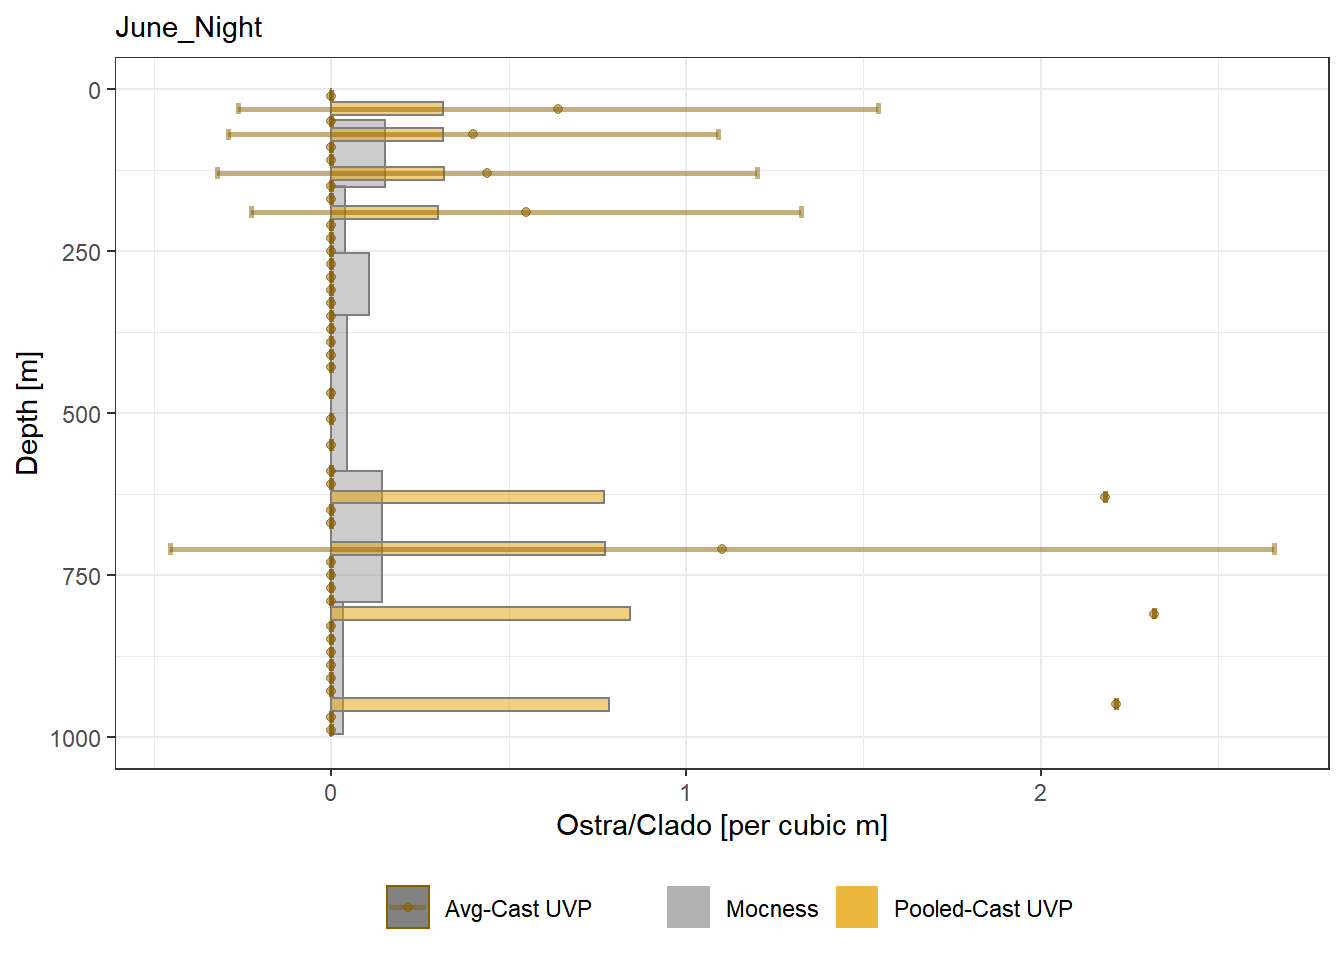 June_Night
0
250
500
750
1000
Depth [m]
0 1 2
Ostra/Clado [per cubic m]
Avg-Cast UVP Mocness Pooled-Cast UVP